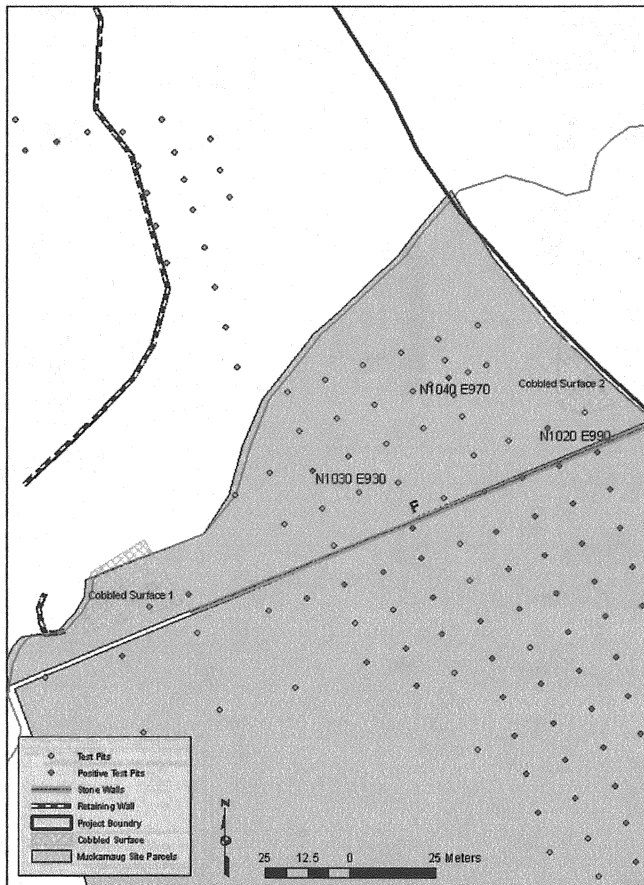 N1040 E970
Cobbled Surface 2
N1020 E990
N1030 E930
F
Cobbled Surface 1
Test Pits
Positive Test Pits
Stone Walls
Retaining Wall
Project Boundry
Cobbled Surface
Muckamaug Site Parcels
N
25 12.5 0 25 Meters